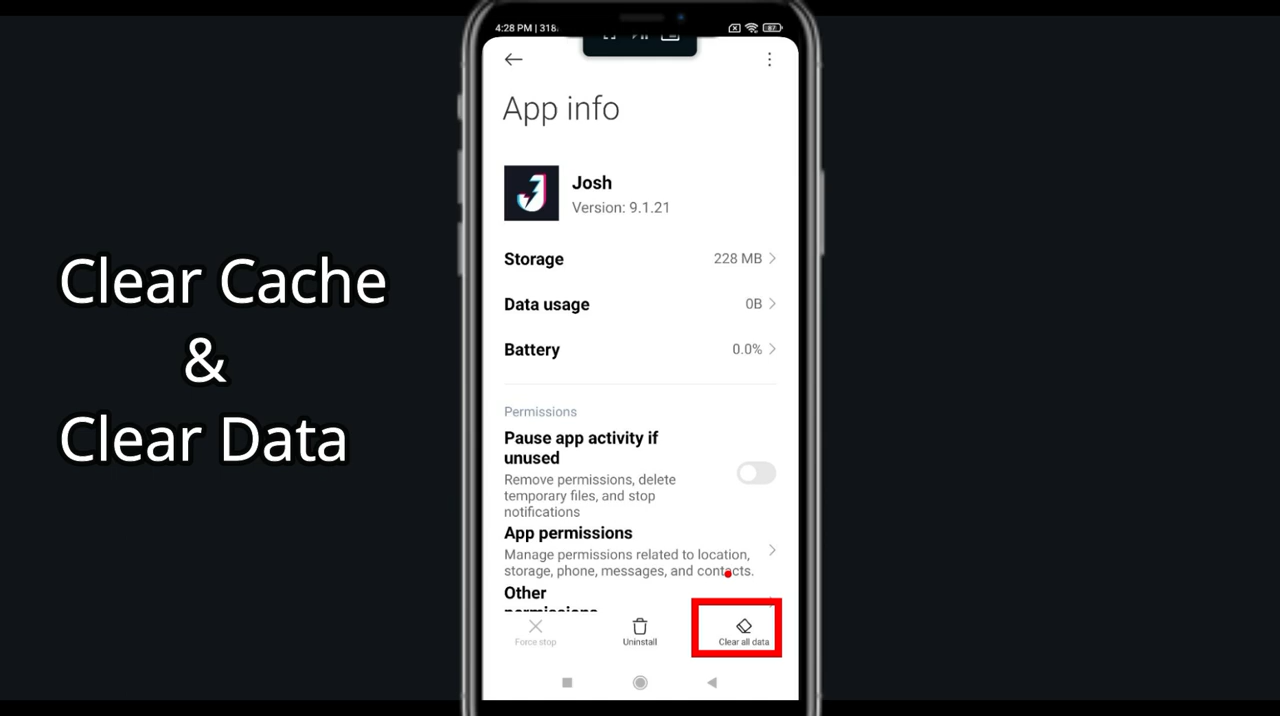 4:28 PM | 318.
87
App info
Josh
Version: 9.1.21
Storage 228 MB
Data usage 0B
Battery 0.0%
Permissions
Pause app activity if
unused
Remove permissions, delete
temporary files, and stop
notifications
App permissions
Manage permissions related to location,
storage, phone, messages, and contacts.
Other
permissions
Force stop
Uninstall
Clear all data
Clear Cache
&
Clear Data